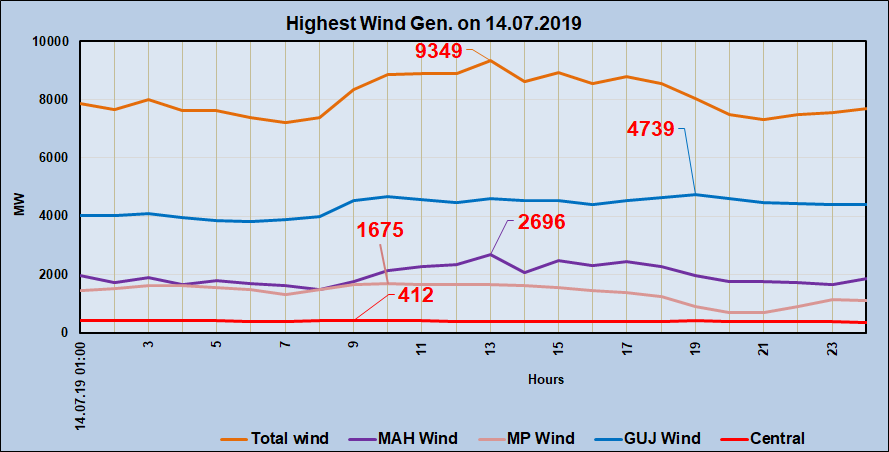 Highest Wind Gen. on 14.07.2019
10000
8000
6000
4000
2000
0
MW
9349
4739
2696
1675
412
14.07.19 01:00
3
5
7
9
11
13
15
17
19
21
23
Hours
Total wind
MAH Wind
MP Wind
GUJ Wind
Central